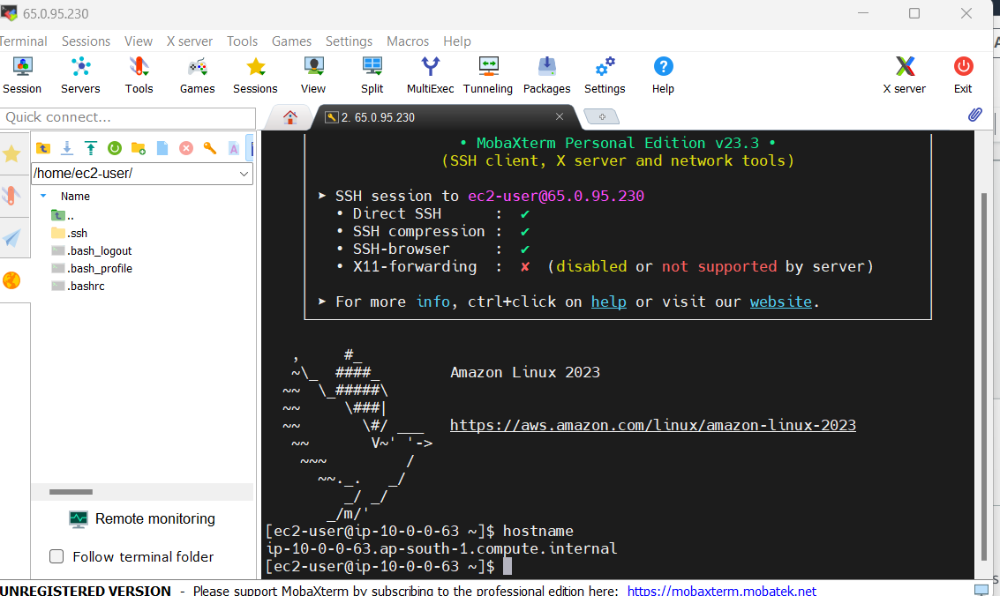 65.0.95.230
Terminal Sessions View X server Tools Games Settings Macros Help
Session Servers Tools Games Sessions View Split MultiExec Tunneling Packages Settings Help X server Exit
Quick connect...
2. 65.0.95.230
/home/ec2-user/
Name
..
.ssh
.bash_logout
.bash_profile
.bashrc
Remote monitoring
Follow terminal folder
• MobaXterm Personal Edition v23.3 •
(SSH client, X server and network tools)
➤ SSH session to ec2-user@65.0.95.230
• Direct SSH : ✔
• SSH compression : ✔
• SSH-browser : ✔
• X11-forwarding : ✘ (disabled or not supported by server)
➤ For more info, ctrl+click on help or visit our website.
,     #_
~\_  ####_        Amazon Linux 2023
~~  \_#####\
~~     \###|
~~       \#/ ___   https://aws.amazon.com/linux/amazon-linux-2023
~~       V~' '->
~~~         /
~~._.   _/
_/ _/
_/m/'
[ec2-user@ip-10-0-0-63 ~]$ hostname
ip-10-0-0-63.ap-south-1.compute.internal
[ec2-user@ip-10-0-0-63 ~]$
UNREGISTERED VERSION - Please support MobaXterm by subscribing to the professional edition here: https://mobaxterm.mobatek.net